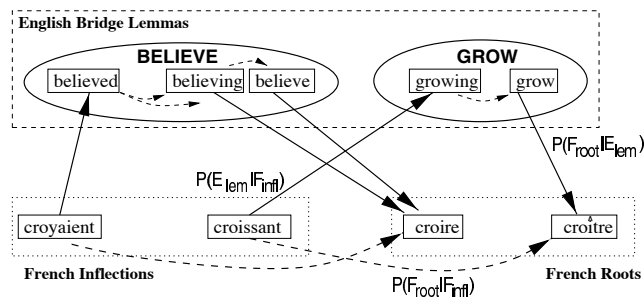 English Bridge Lemmas
BELIEVE
GROW
believed
believing
believe
growing
grow
P(F_root|E_lem)
P(E_lem|F_infl)
croyaient
croissant
croire
croître
French Inflections
French Roots
P(F_root|F_infl)